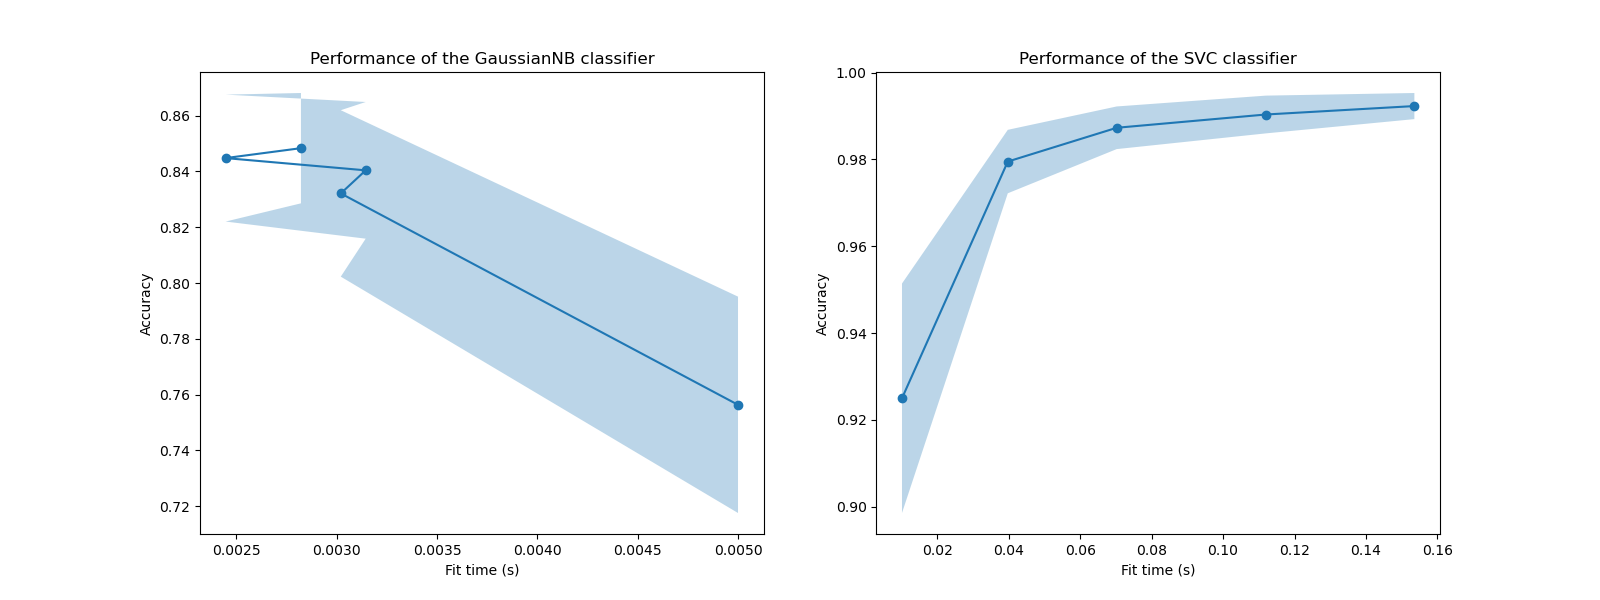 Performance of the GaussianNB classifier
Accuracy
0.86
0.84
0.82
0.80
0.78
0.76
0.74
0.72
0.0025 0.0030 0.0035 0.0040 0.0045 0.0050
Fit time (s)
Performance of the SVC classifier
Accuracy
1.00
0.98
0.96
0.94
0.92
0.90
0.02 0.04 0.06 0.08 0.10 0.12 0.14 0.16
Fit time (s)